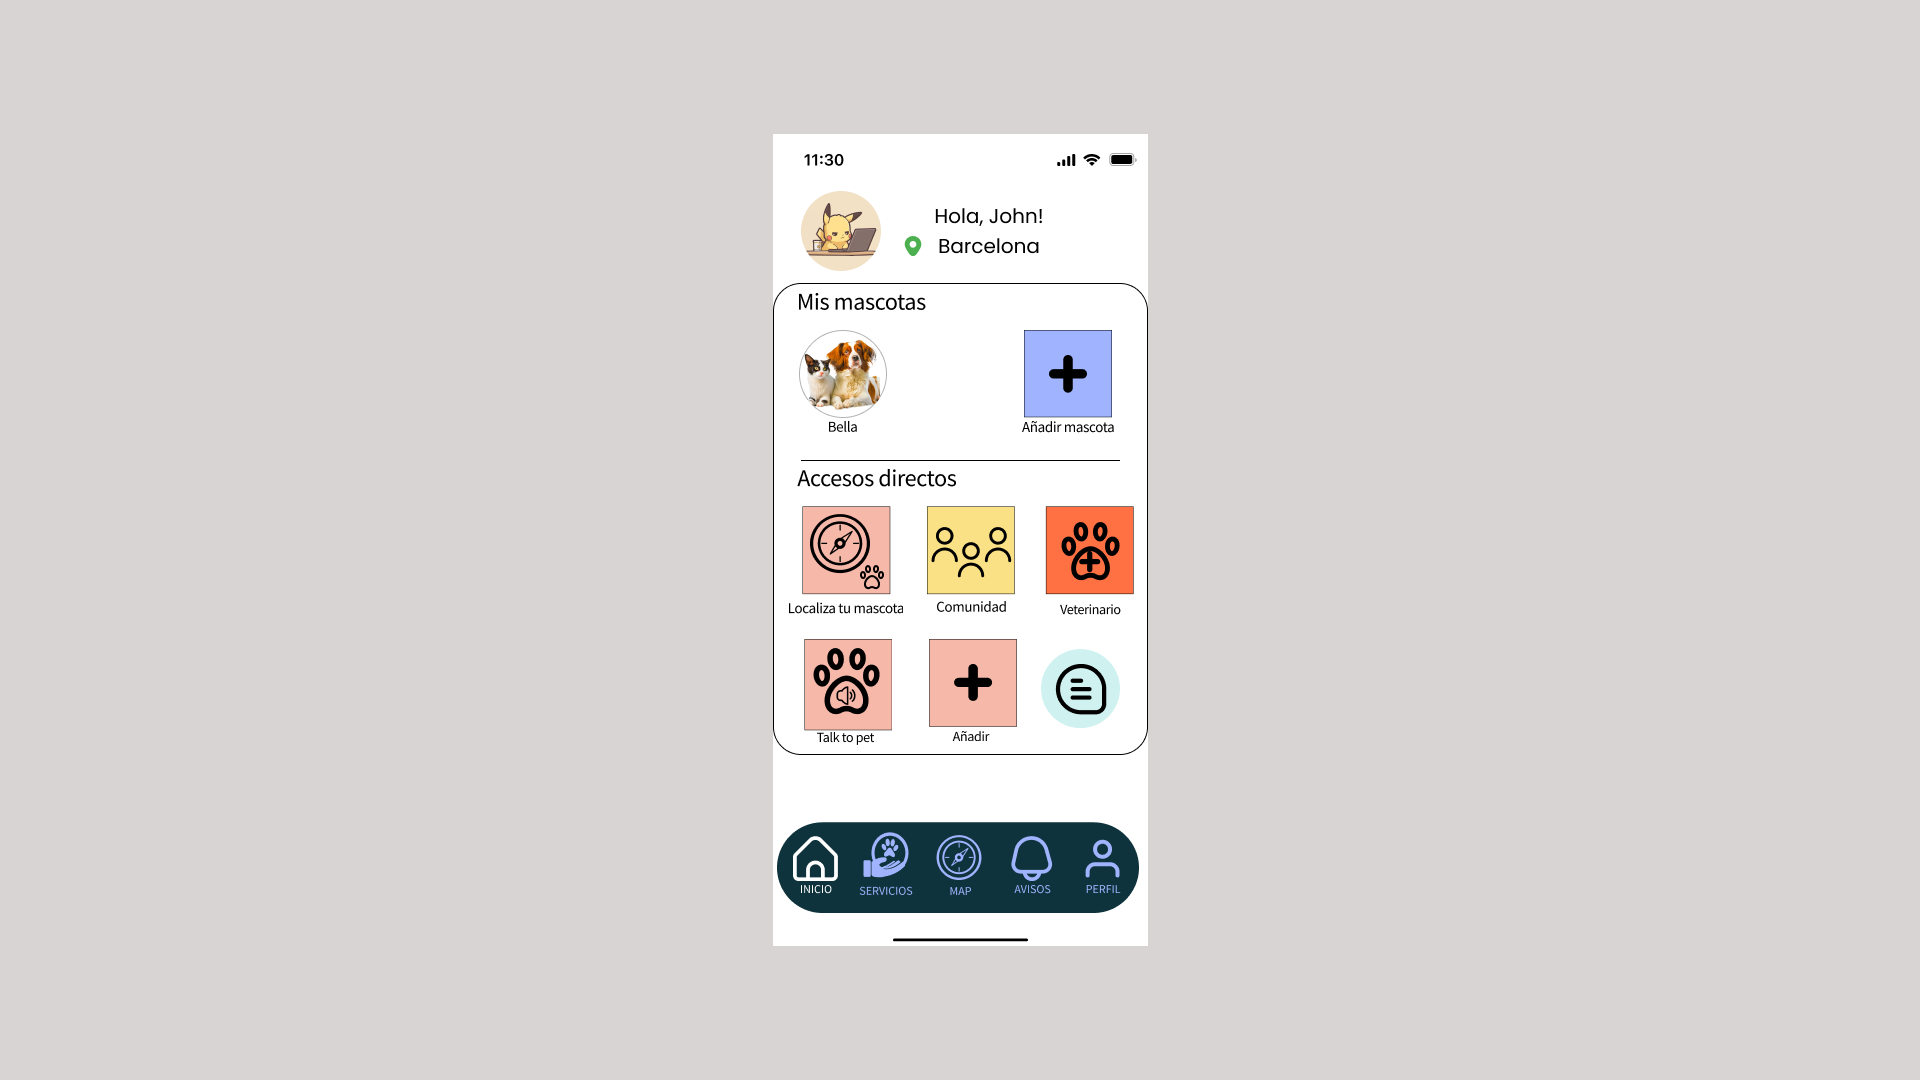 11:30
Hola, John!
Barcelona
Mis mascotas
Bella
Añadir mascota
Accesos directos
Localiza tu mascota
Comunidad
Veterinario
Talk to pet
Añadir
INICIO
SERVICIOS
MAP
AVISOS
PERFIL